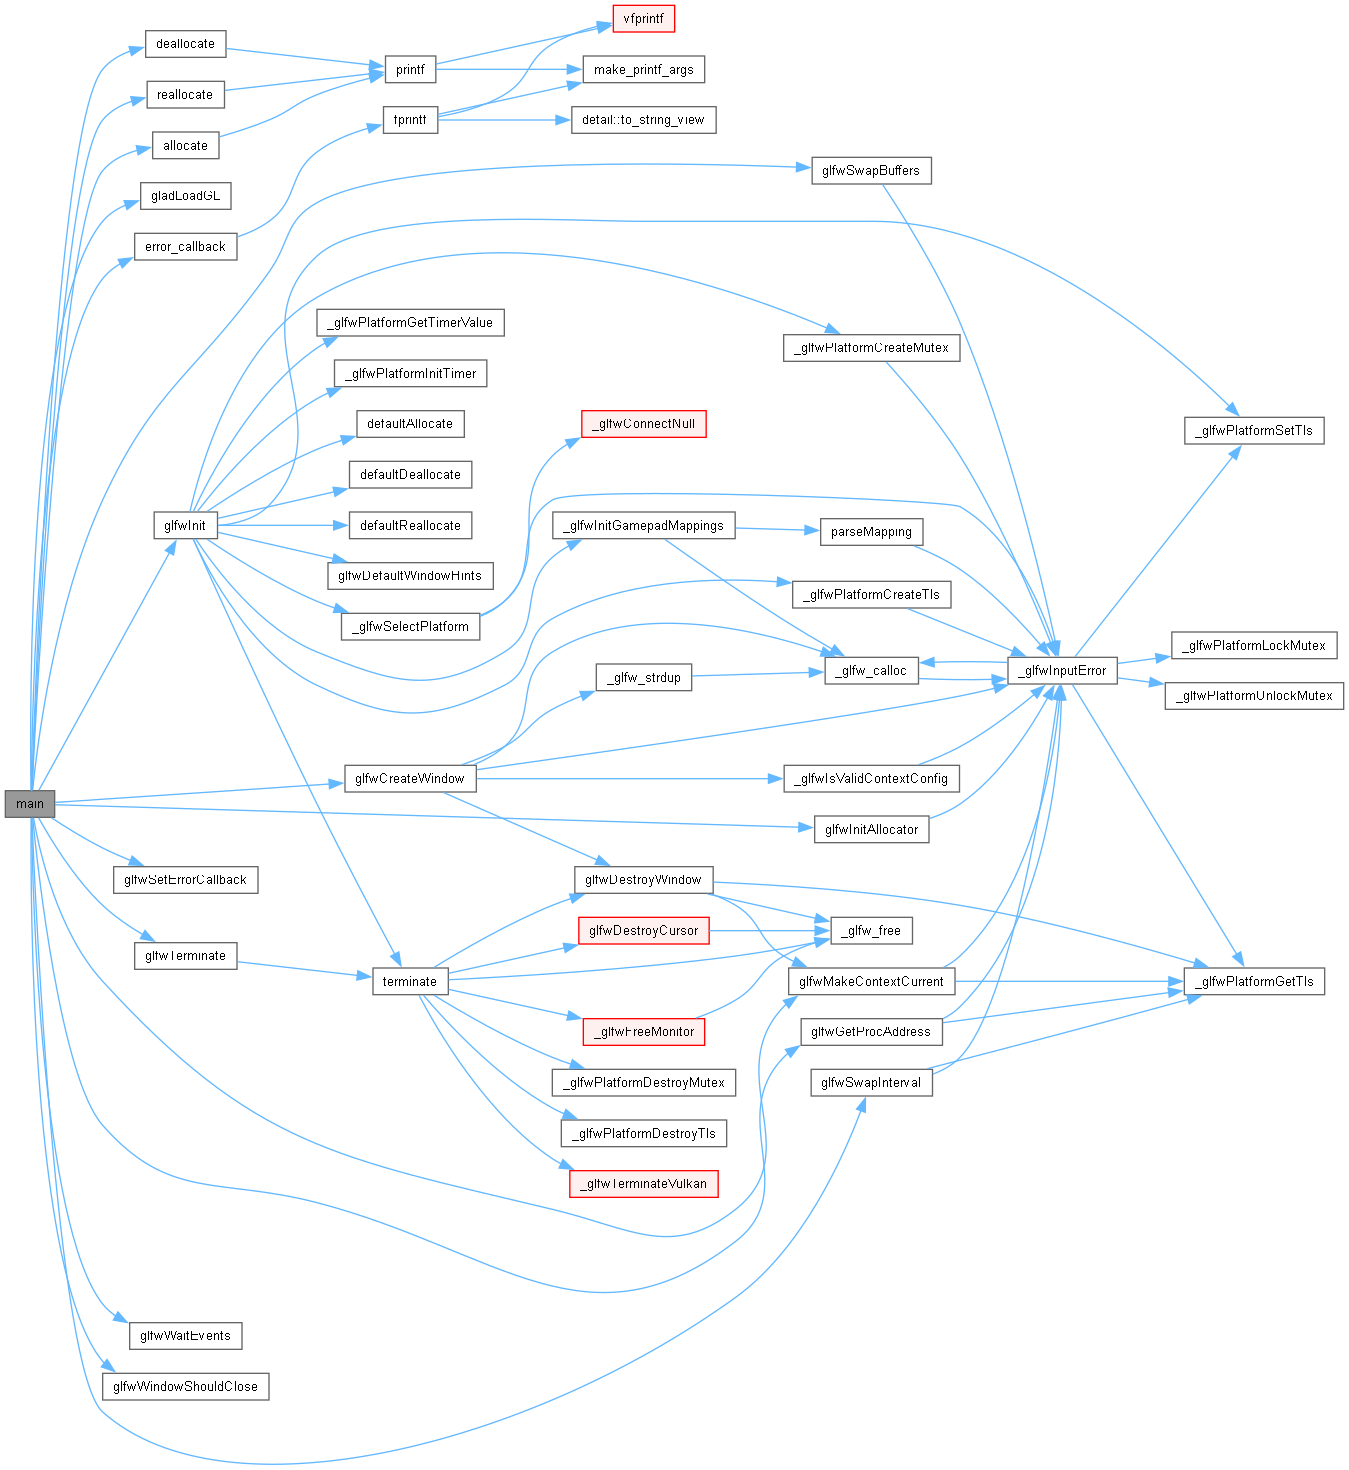 vfprintf
deallocate
printf
make_printf_args
reallocate
fprintf
detail::to_string_view
allocate
glfwSwapBuffers
gladLoadGL
error_callback
_glfwPlatformGetTimerValue
_glfwPlatformCreateMutex
_glfwPlatformInitTimer
defaultAllocate
_glfwConnectNull
_glfwPlatformSetTls
defaultDeallocate
glfwInit
defaultReallocate
_glfwInitGamepadMappings
parseMapping
glfwDefaultWindowHints
_glfwPlatformCreateTls
_glfwSelectPlatform
_glfwPlatformLockMutex
_glfw_strdup
_glfw_calloc
_glfwInputError
_glfwPlatformUnlockMutex
glfwCreateWindow
_glfwIsValidContextConfig
main
glfwInitAllocator
glfwSetErrorCallback
glfwDestroyWindow
glfwDestroyCursor
_glfw_free
glfwTerminate
terminate
glfwMakeContextCurrent
_glfwPlatformGetTls
_glfwFreeMonitor
glfwGetProcAddress
_glfwPlatformDestroyMutex
glfwSwapInterval
_glfwPlatformDestroyTls
_glfwTerminateVulkan
glfwWaitEvents
glfwWindowShouldClose